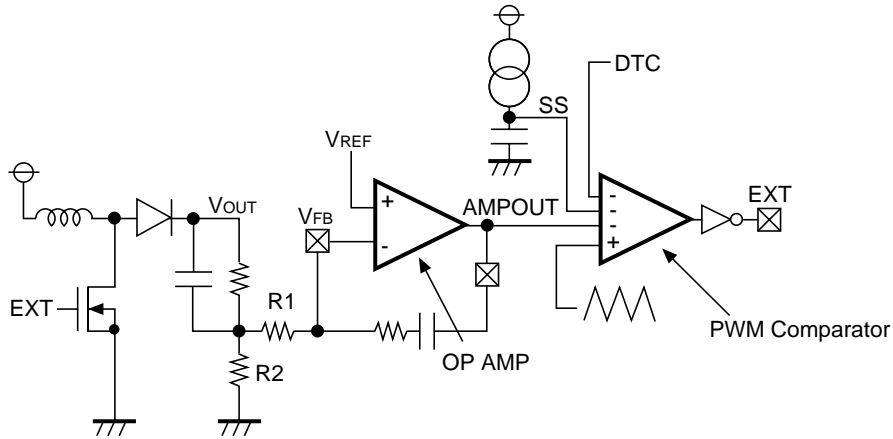 DTC
SS
VREF
EXT
AMPOUT
VOUT
VFB
+
-
-
-
-
+
EXT
R1
PWM Comparator
R2
OP AMP